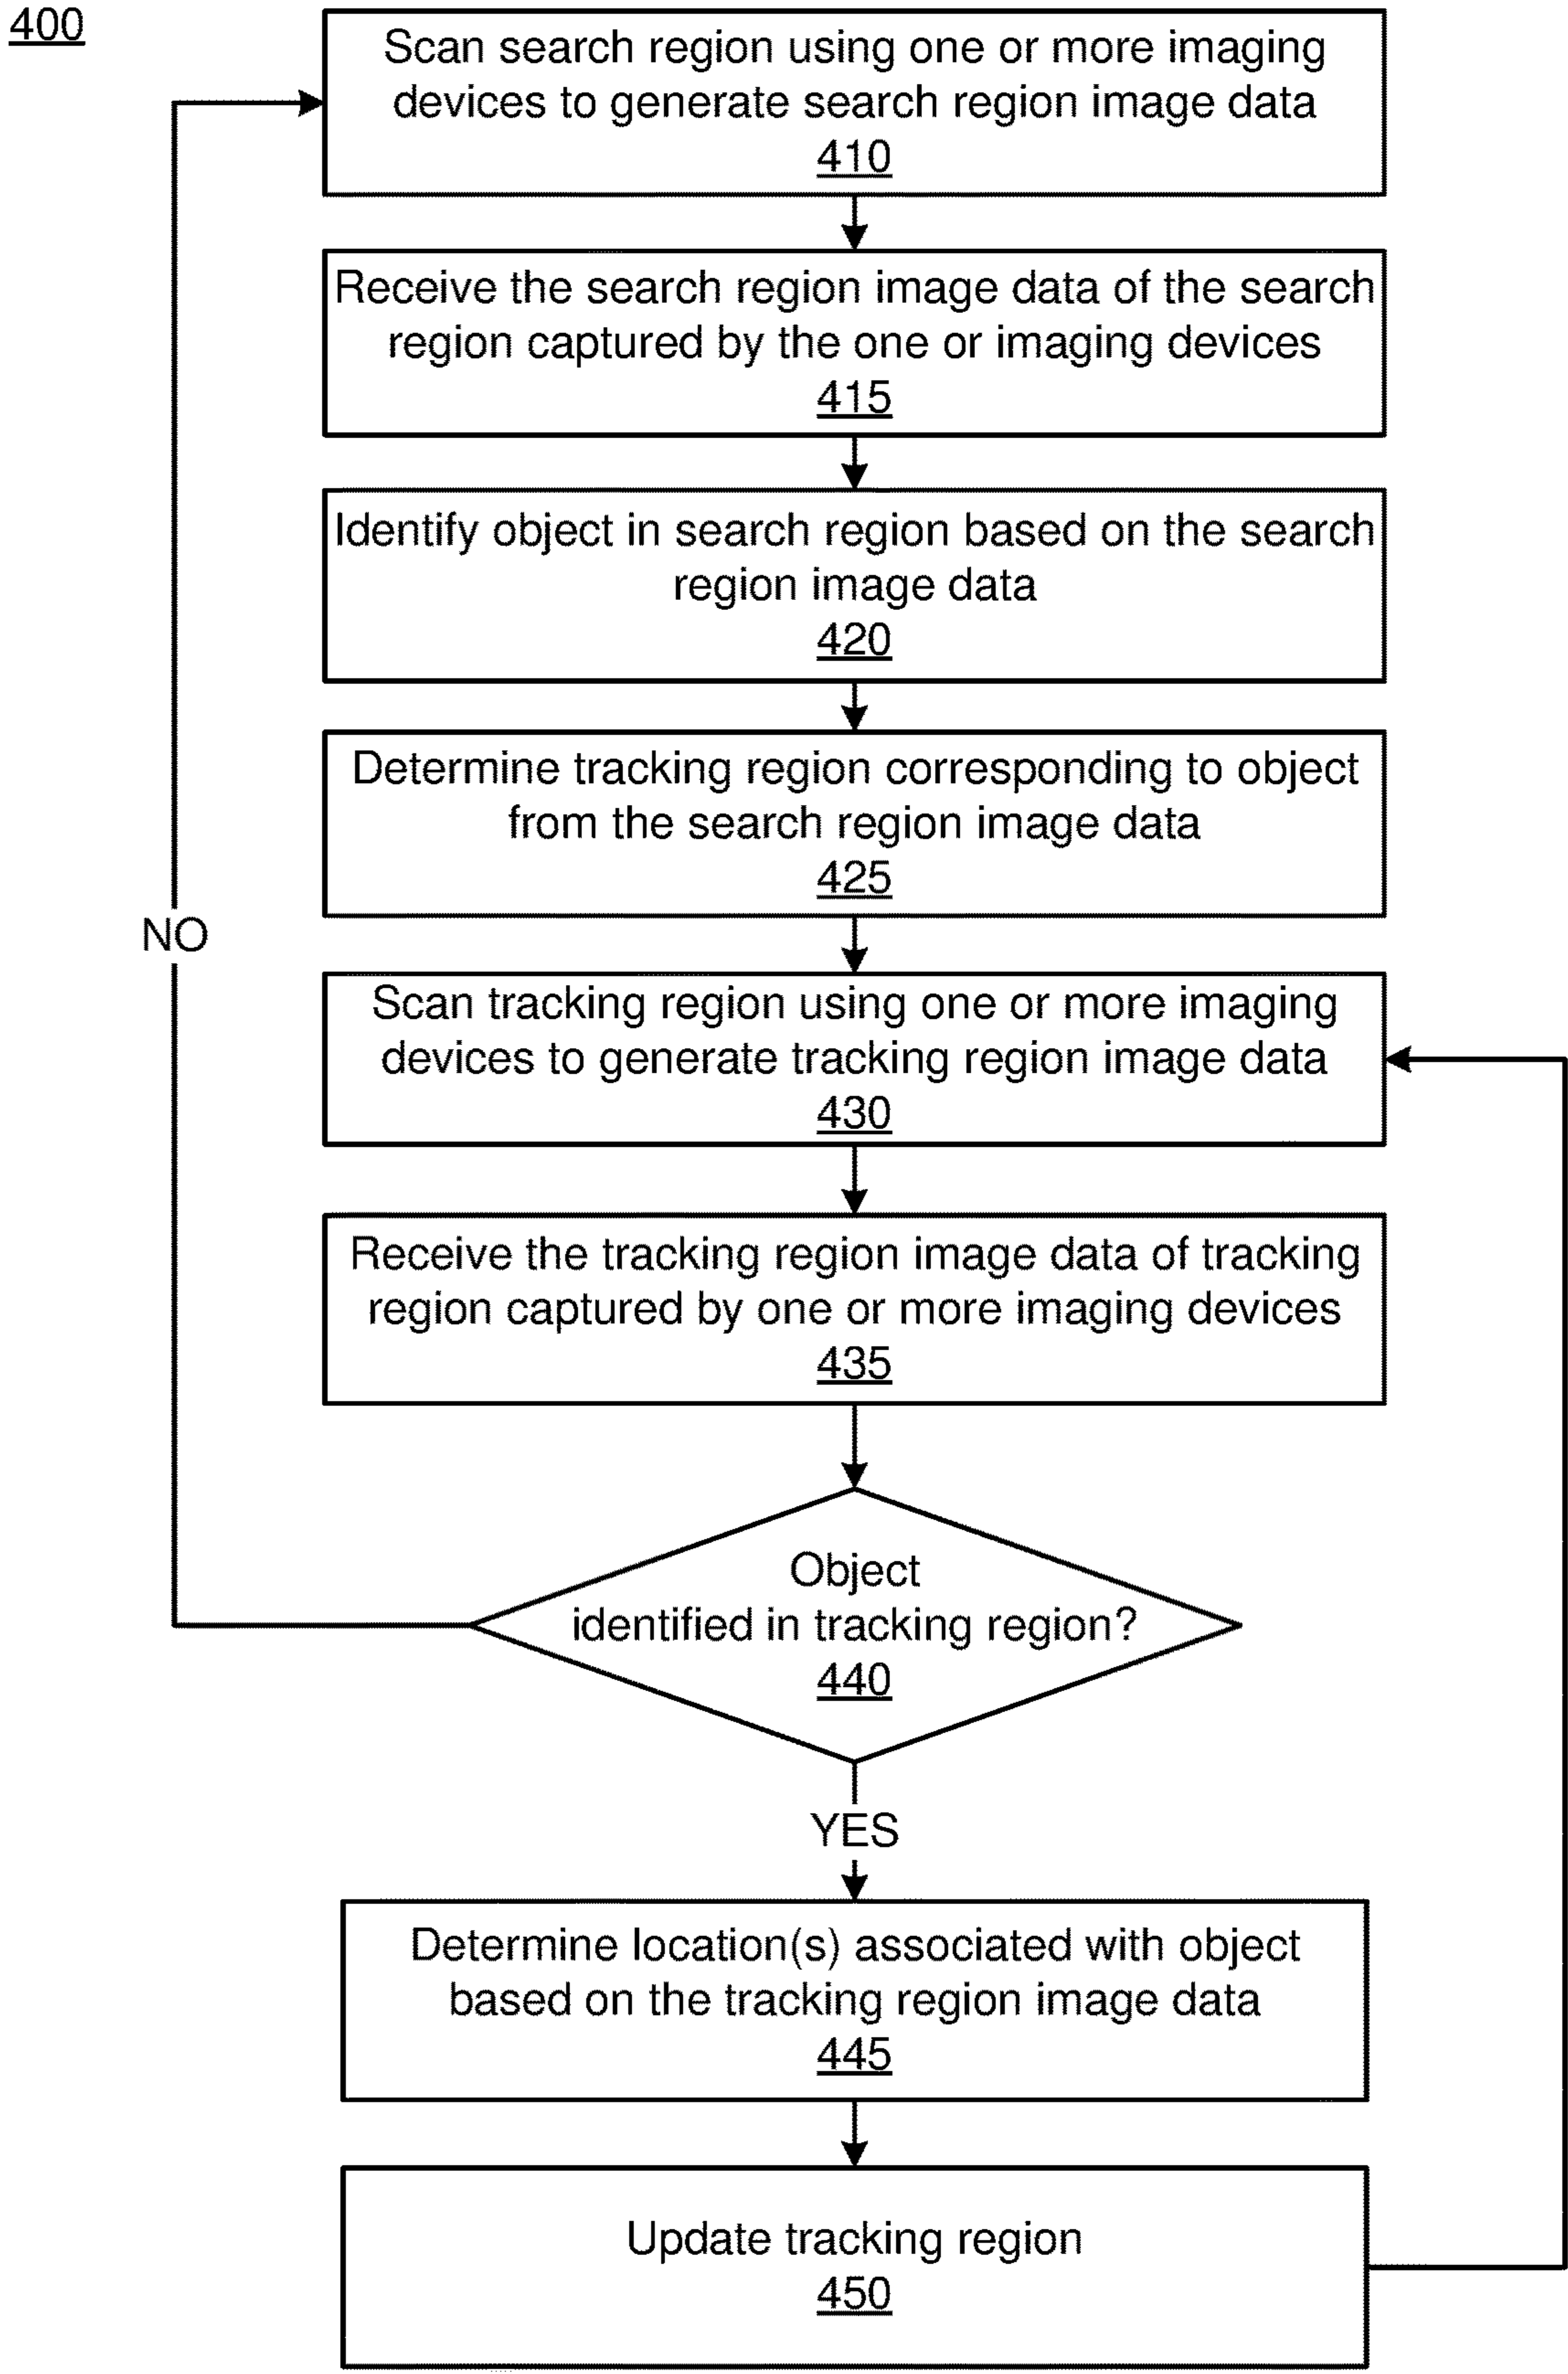 400
Scan search region using one or more imaging
devices to generate search region image data
410
Receive the search region image data of the search
region captured by the one or imaging devices
415
Identify object in search region based on the search
region image data
420
Determine tracking region corresponding to object
from the search region image data
425
NO
Scan tracking region using one or more imaging
devices to generate tracking region image data
430
Receive the tracking region image data of tracking
region captured by one or more imaging devices
435
Object
identified in tracking region?
440
YES
Determine location(s) associated with object
based on the tracking region image data
445
Update tracking region
450